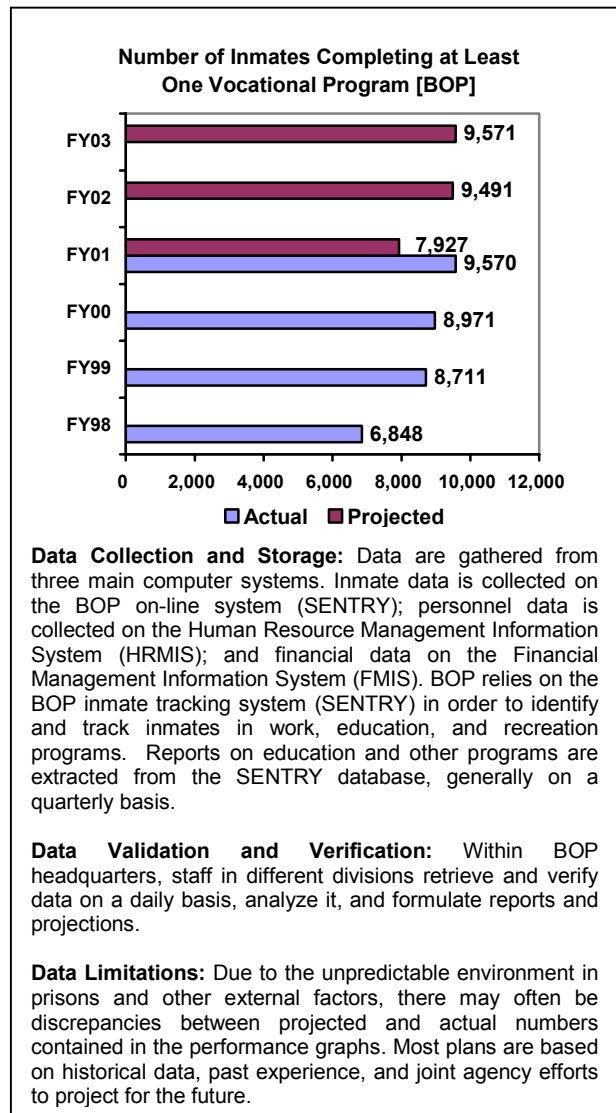 Number of Inmates Completing at Least
One Vocational Program [BOP]
FY03
9,571
FY02
9,491
FY01
7,927
9,570
FY00
8,971
FY99
8,711
FY98
6,848
0 2,000 4,000 6,000 8,000 10,000 12,000
Actual Projected
Data Collection and Storage: Data are gathered from
three main computer systems. Inmate data is collected on
the BOP on-line system (SENTRY); personnel data is
collected on the Human Resource Management Information
System (HRMIS); and financial data on the Financial
Management Information System (FMIS). BOP relies on the
BOP inmate tracking system (SENTRY) in order to identify
and track inmates in work, education, and recreation
programs. Reports on education and other programs are
extracted from the SENTRY database, generally on a
quarterly basis.
Data Validation and Verification: Within BOP
headquarters, staff in different divisions retrieve and verify
data on a daily basis, analyze it, and formulate reports and
projections.
Data Limitations: Due to the unpredictable environment in
prisons and other external factors, there may often be
discrepancies between projected and actual numbers
contained in the performance graphs. Most plans are based
on historical data, past experience, and joint agency efforts
to project for the future.